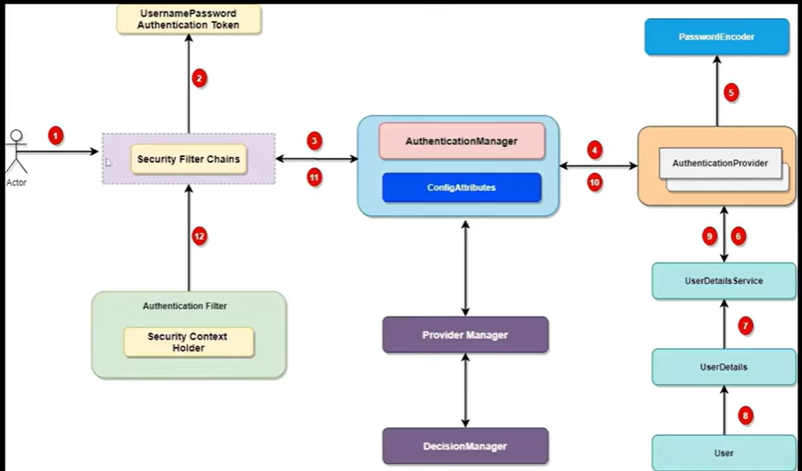 UsernamePassword
Authentication Token
PasswordEncoder
2
5
1
3
4
AuthenticationManager
AuthenticationProvider
Security Filter Chains
Actor
11
ConfigAttributes
10
12
9
6
Authentication Filter
UserDetailsService
Security Context
Holder
Provider Manager
7
UserDetails
8
DecisionManager
User